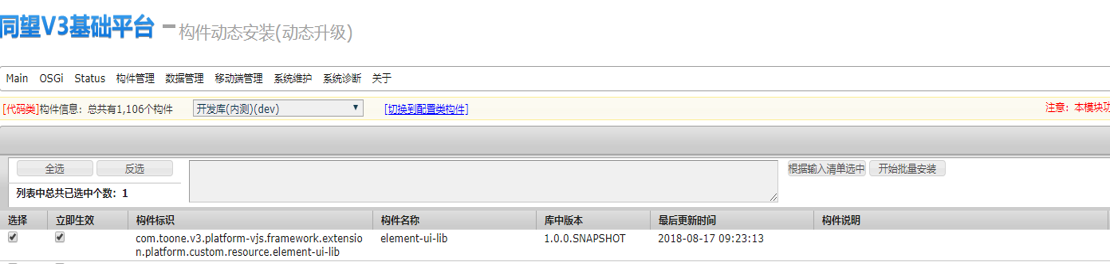 同望V3基础平台 -构件动态安装(动态升级)
Main OSGi Status 构件管理 数据管理 移动端管理 系统维护 系统诊断 关于
[代码类]构件信息：总共有1,106个构件 开发库(内测)(dev) [切换到配置类构件] 注意：本模块功
全选 反选 根据输入清单选中 开始批量安装
列表中总共已选中个数：1
选择 立即生效 构件标识 构件名称 库中版本 最后更新时间 构件说明
com.toone.v3.platform-vjs.framework.extensio element-ui-lib 1.0.0.SNAPSHOT 2018-08-17 09:23:13
n.platform.custom.resource.element-ui-lib